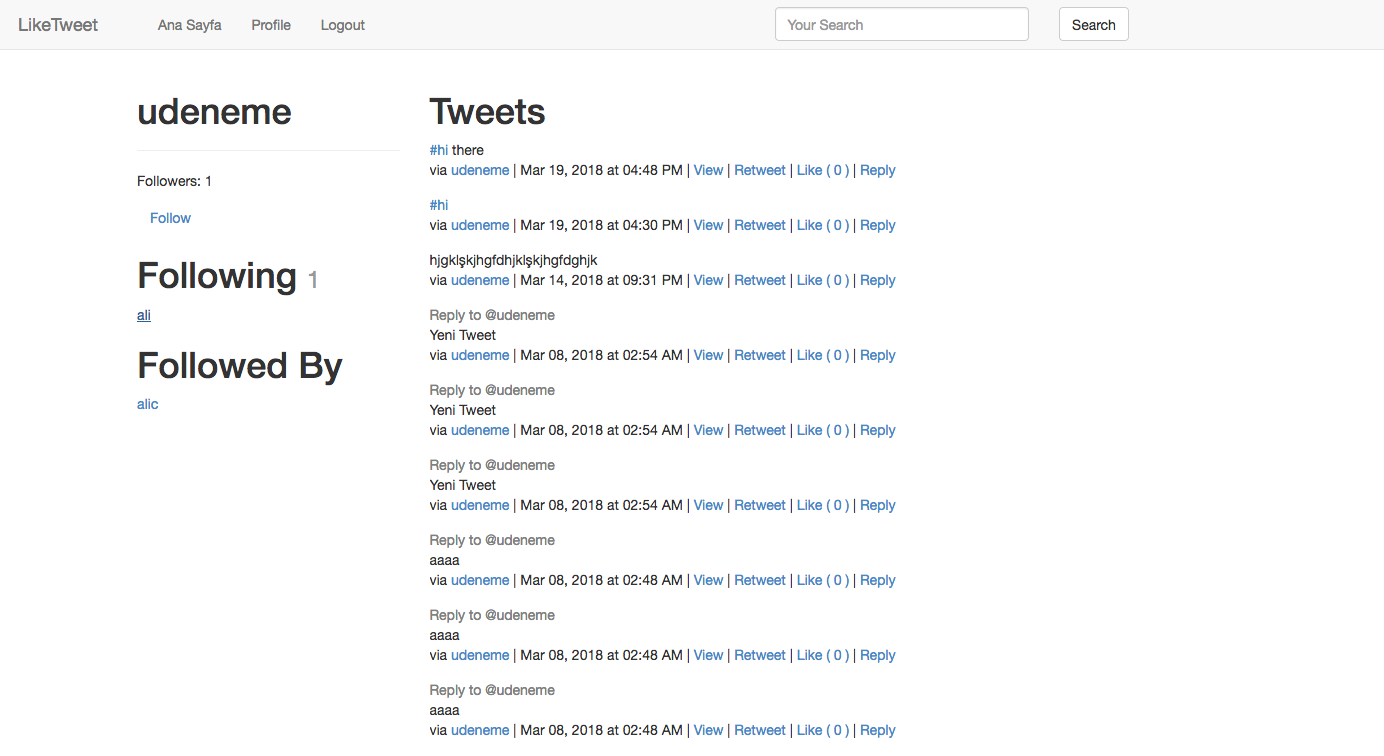 LikeTweet Ana Sayfa Profile Logout Your Search Search
udeneme
Followers: 1
Follow
Following 1
ali
Followed By
alic
Tweets
#hi there
via udeneme | Mar 19, 2018 at 04:48 PM | View | Retweet | Like ( 0 ) | Reply
#hi
via udeneme | Mar 19, 2018 at 04:30 PM | View | Retweet | Like ( 0 ) | Reply
hjgklşkjhgfdhjklşkjhgfdghjk
via udeneme | Mar 14, 2018 at 09:31 PM | View | Retweet | Like ( 0 ) | Reply
Reply to @udeneme
Yeni Tweet
via udeneme | Mar 08, 2018 at 02:54 AM | View | Retweet | Like ( 0 ) | Reply
Reply to @udeneme
Yeni Tweet
via udeneme | Mar 08, 2018 at 02:54 AM | View | Retweet | Like ( 0 ) | Reply
Reply to @udeneme
Yeni Tweet
via udeneme | Mar 08, 2018 at 02:54 AM | View | Retweet | Like ( 0 ) | Reply
Reply to @udeneme
aaaa
via udeneme | Mar 08, 2018 at 02:48 AM | View | Retweet | Like ( 0 ) | Reply
Reply to @udeneme
aaaa
via udeneme | Mar 08, 2018 at 02:48 AM | View | Retweet | Like ( 0 ) | Reply
Reply to @udeneme
aaaa
via udeneme | Mar 08, 2018 at 02:48 AM | View | Retweet | Like ( 0 ) | Reply